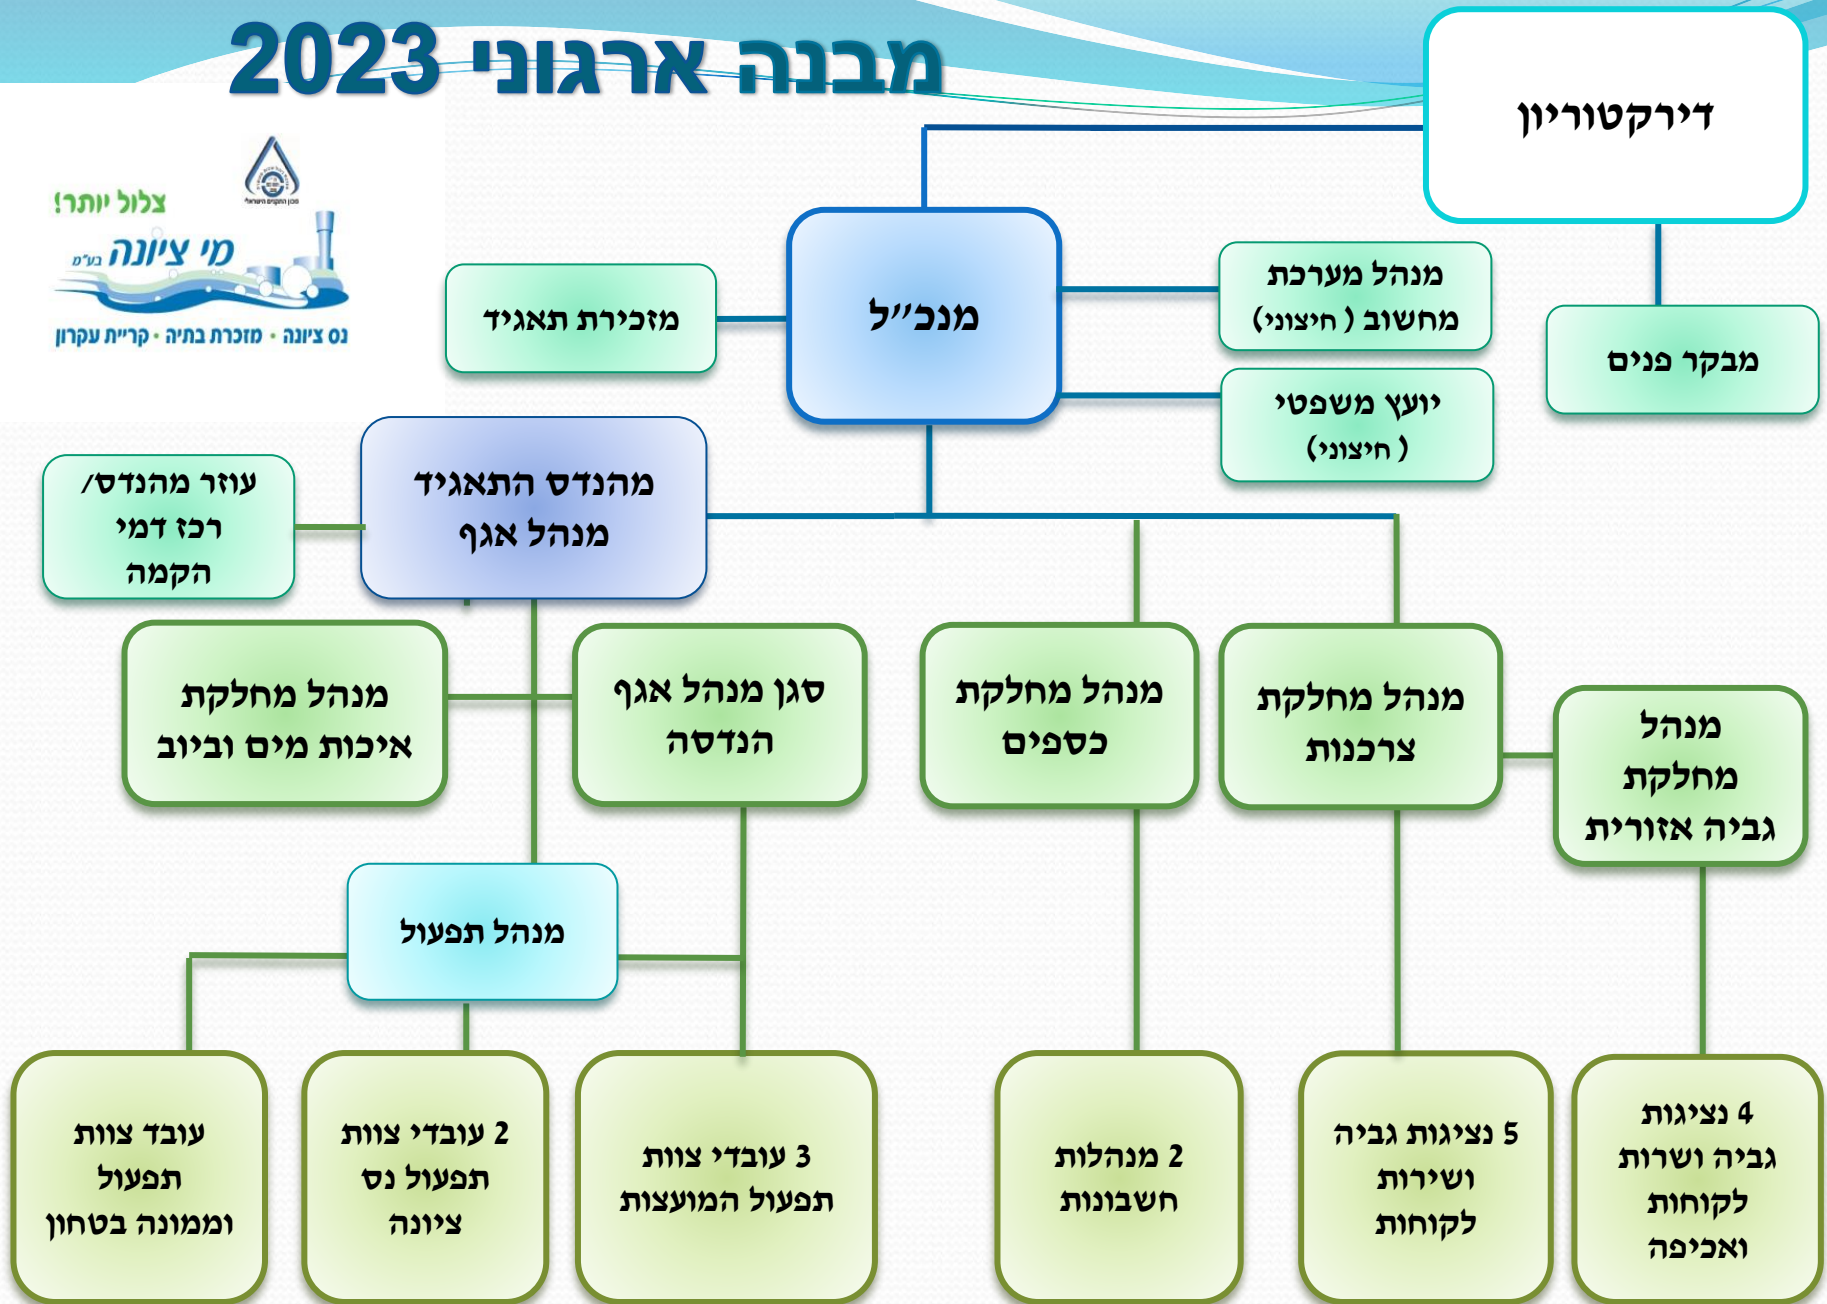 מבנה ארגוני 2023
דירקטוריון
צלול יותר!
מכון התקנים הישראלי
מי ציונה בע"מ
נס ציונה • מזכרת בתיה • קריית עקרון
מנכ"ל
מנהל מערכת
מחשוב ( חיצוני)
מזכירת תאגיד
מבקר פנים
יועץ משפטי
( חיצוני)
מהנדס התאגיד
מנהל אגף
עוזר מהנדס/
רכז דמי
הקמה
מנהל מחלקת
צרכנות
מנהל
מחלקת
גביה אזורית
מנהל מחלקת
כספים
סגן מנהל אגף
הנדסה
מנהל מחלקת
איכות מים וביוב
מנהל תפעול
4 נציגות
גביה ושרות
לקוחות
ואכיפה
5 נציגות גביה
ושירות
לקוחות
2 מנהלות
חשבונות
3 עובדי צוות
תפעול המועצות
2 עובדי צוות
תפעול נס
ציונה
עובד צוות
תפעול
וממונה בטחון